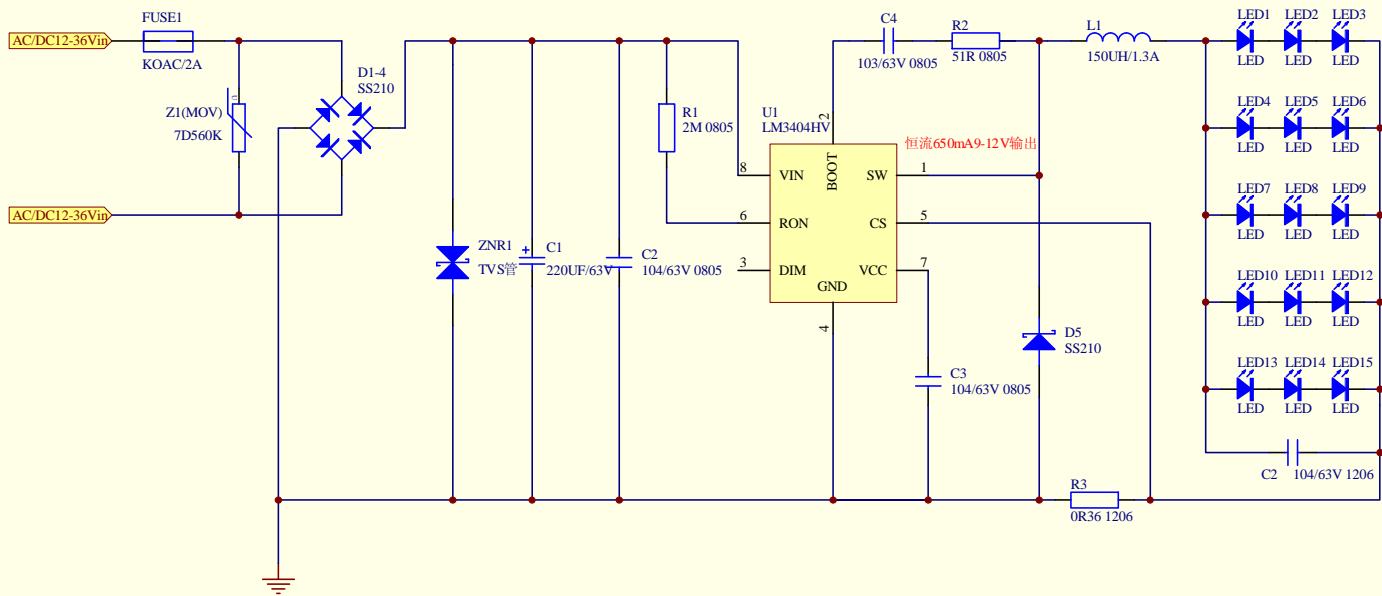 AC/DC12-36Vin
FUSE1
KOAC/2A
Z1(MOV)
7D560K
AC/DC12-36Vin
D1-4
SS210
ZNR1
TVS管
C1
220UF/63V
C2
104/63V 0805
R1
2M 0805
U1
LM3404HV
8
VIN
6
RON
3
DIM
2
BOOT
SW
1
CS
5
VCC
7
GND
4
C4
103/63V 0805
R2
51R 0805
恒流650mA9-12V输出
L1
150UH/1.3A
D5
SS210
C3
104/63V 0805
R3
0R36 1206
LED1 LED2 LED3
LED LED LED
LED4 LED5 LED6
LED LED LED
LED7 LED8 LED9
LED LED LED
LED10 LED11 LED12
LED LED LED
LED13 LED14 LED15
LED LED LED
C2 104/63V 1206